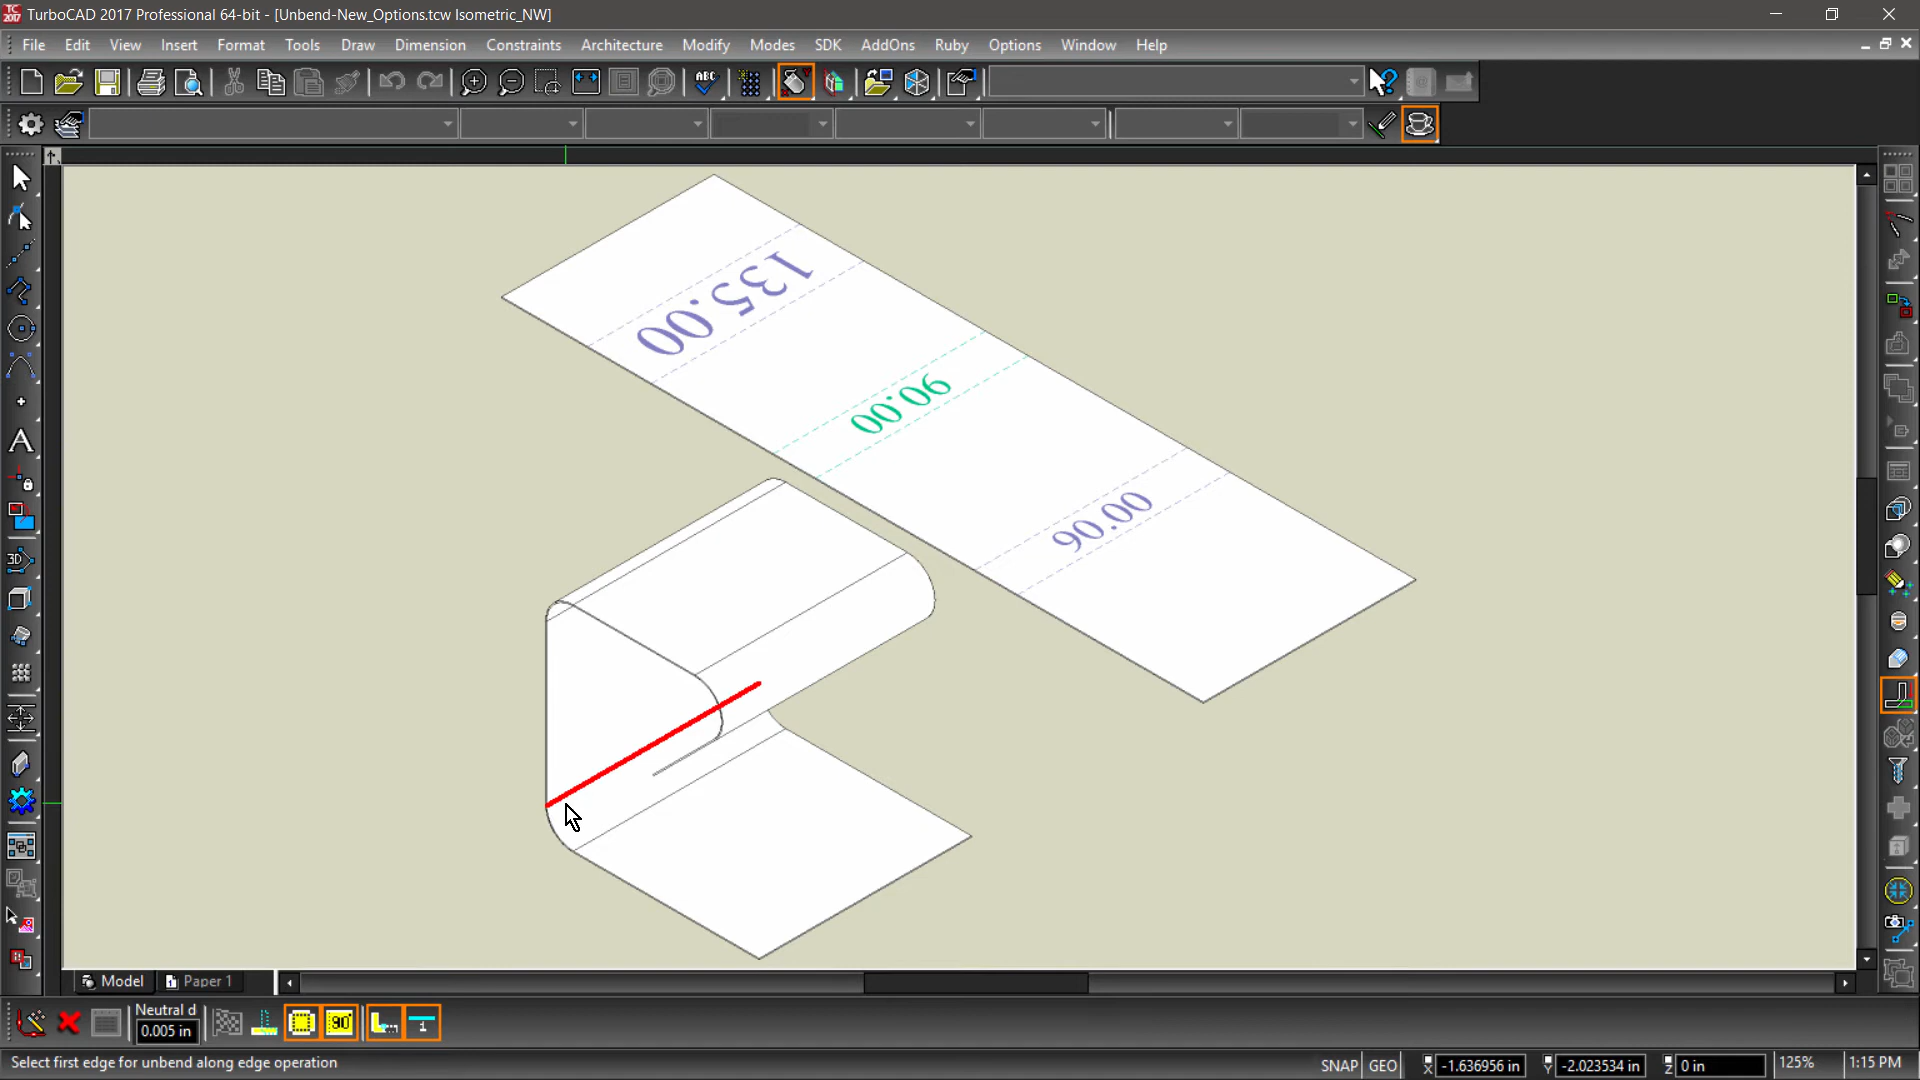 TurboCAD 2017 Professional 64-bit - [Unbend-New_Options.tcw Isometric_NW]
File Edit View Insert Format Tools Draw Dimension Constraints Architecture Modify Modes SDK AddOns Ruby Options Window Help
ABC
135.00
90.00
90.00
A
3D
Model Paper 1
Neutral d
0.005 in
90°
Select first edge for unbend along edge operation
SNAP GEO X -1.636956 in Y -2.023534 in Z 0 in 125% 1:15 PM